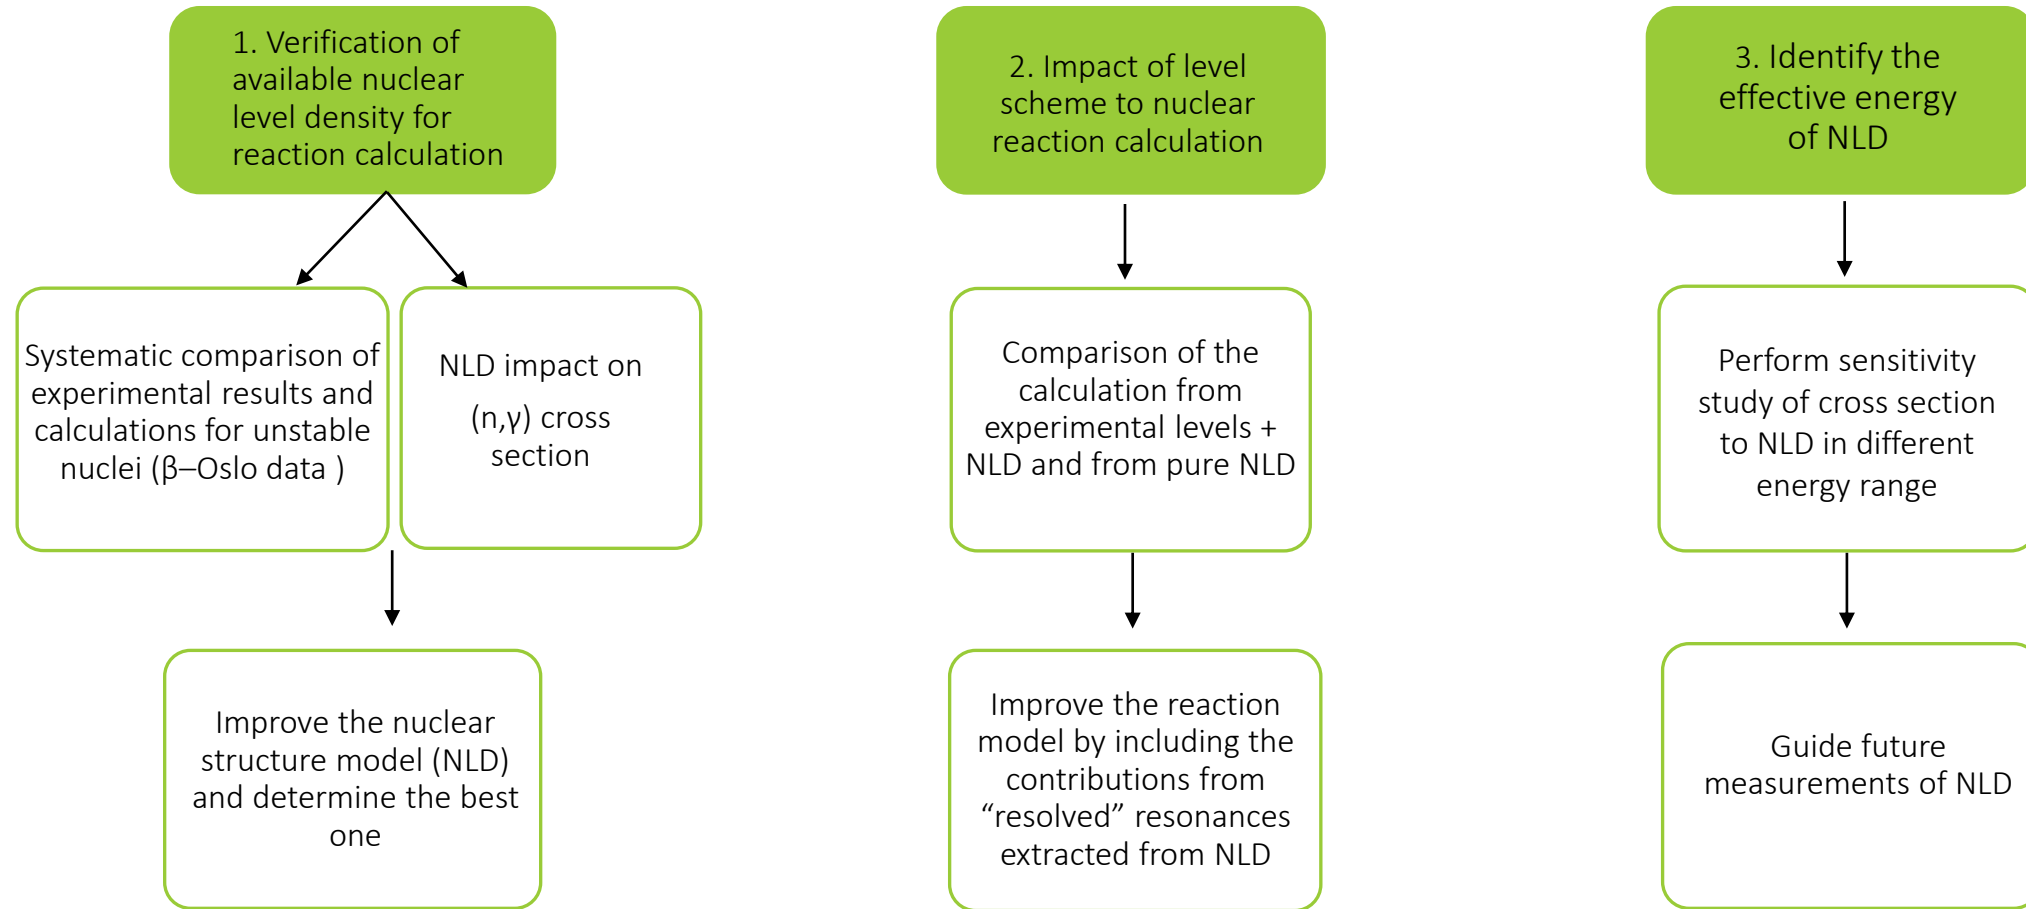 1. Verification of
available nuclear
level density for
reaction calculation
Systematic comparison of
experimental results and
calculations for unstable
nuclei (β–Oslo data )
NLD impact on
(n,γ) cross
section
Improve the nuclear
structure model (NLD)
and determine the best
one
2. Impact of level
scheme to nuclear
reaction calculation
Comparison of the
calculation from
experimental levels +
NLD and from pure NLD
Improve the reaction
model by including the
contributions from
“resolved” resonances
extracted from NLD
3. Identify the
effective energy
of NLD
Perform sensitivity
study of cross section
to NLD in different
energy range
Guide future
measurements of NLD